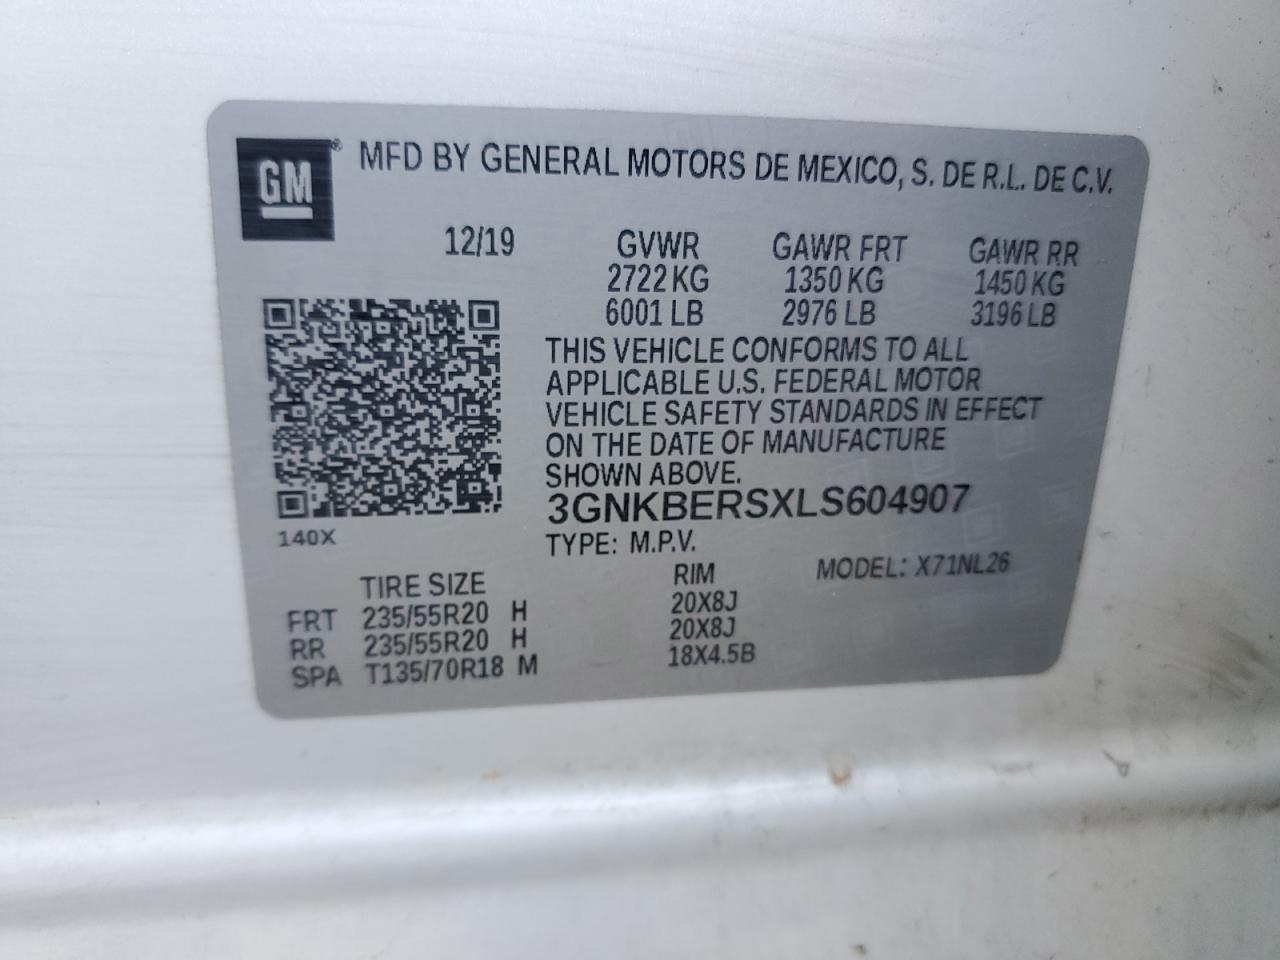 GM ® MFD BY GENERAL MOTORS DE MEXICO, S. DE R.L. DE C.V.
12/19 GVWR GAWR FRT GAWR RR
2722 KG 1350 KG 1450 KG
6001 LB 2976 LB 3196 LB
THIS VEHICLE CONFORMS TO ALL
APPLICABLE U.S. FEDERAL MOTOR
VEHICLE SAFETY STANDARDS IN EFFECT
ON THE DATE OF MANUFACTURE
SHOWN ABOVE.
3GNKBERSXLS604907
140X
TYPE: M.P.V. MODEL: X71NL26
TIRE SIZE RIM
FRT 235/55R20 H 20X8J
RR 235/55R20 H 20X8J
SPA T135/70R18 M 18X4.5B